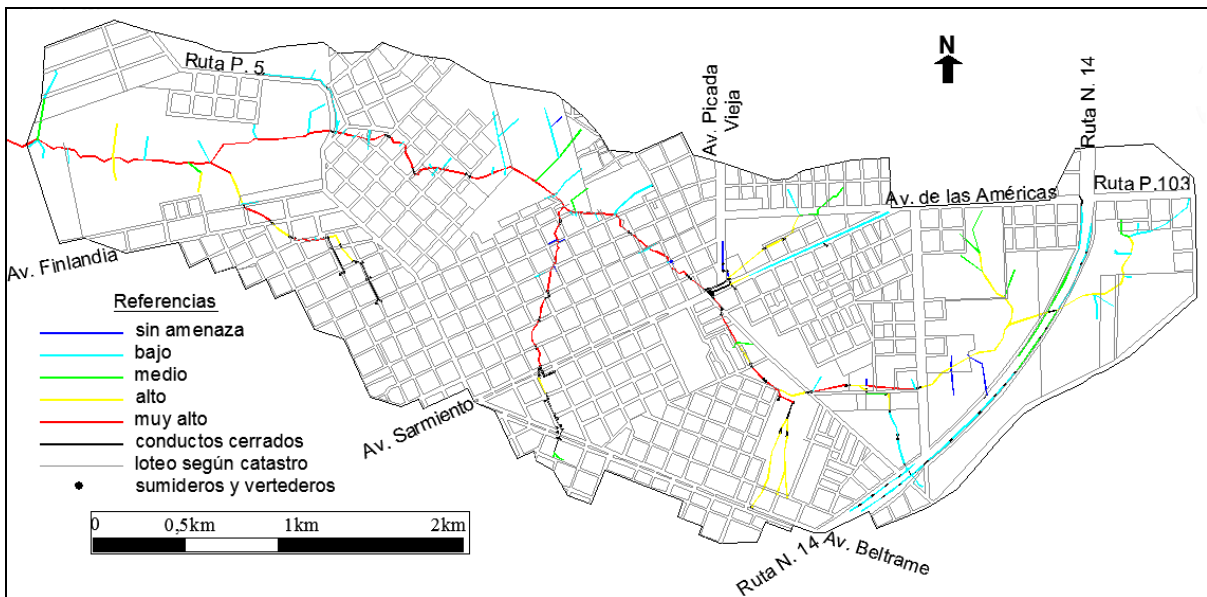 Ruta P. 5
N
Av. Picada
Vieja
Ruta N. 14
Ruta P.103
Av. de las Américas
Av. Finlandia
Referencias
sin amenaza
bajo
medio
alto
muy alto
conductos cerrados
loteo según catastro
sumideros y vertederos
Av. Sarmiento
0 0,5km 1km 2km
Ruta N. 14
Av. Beltrame